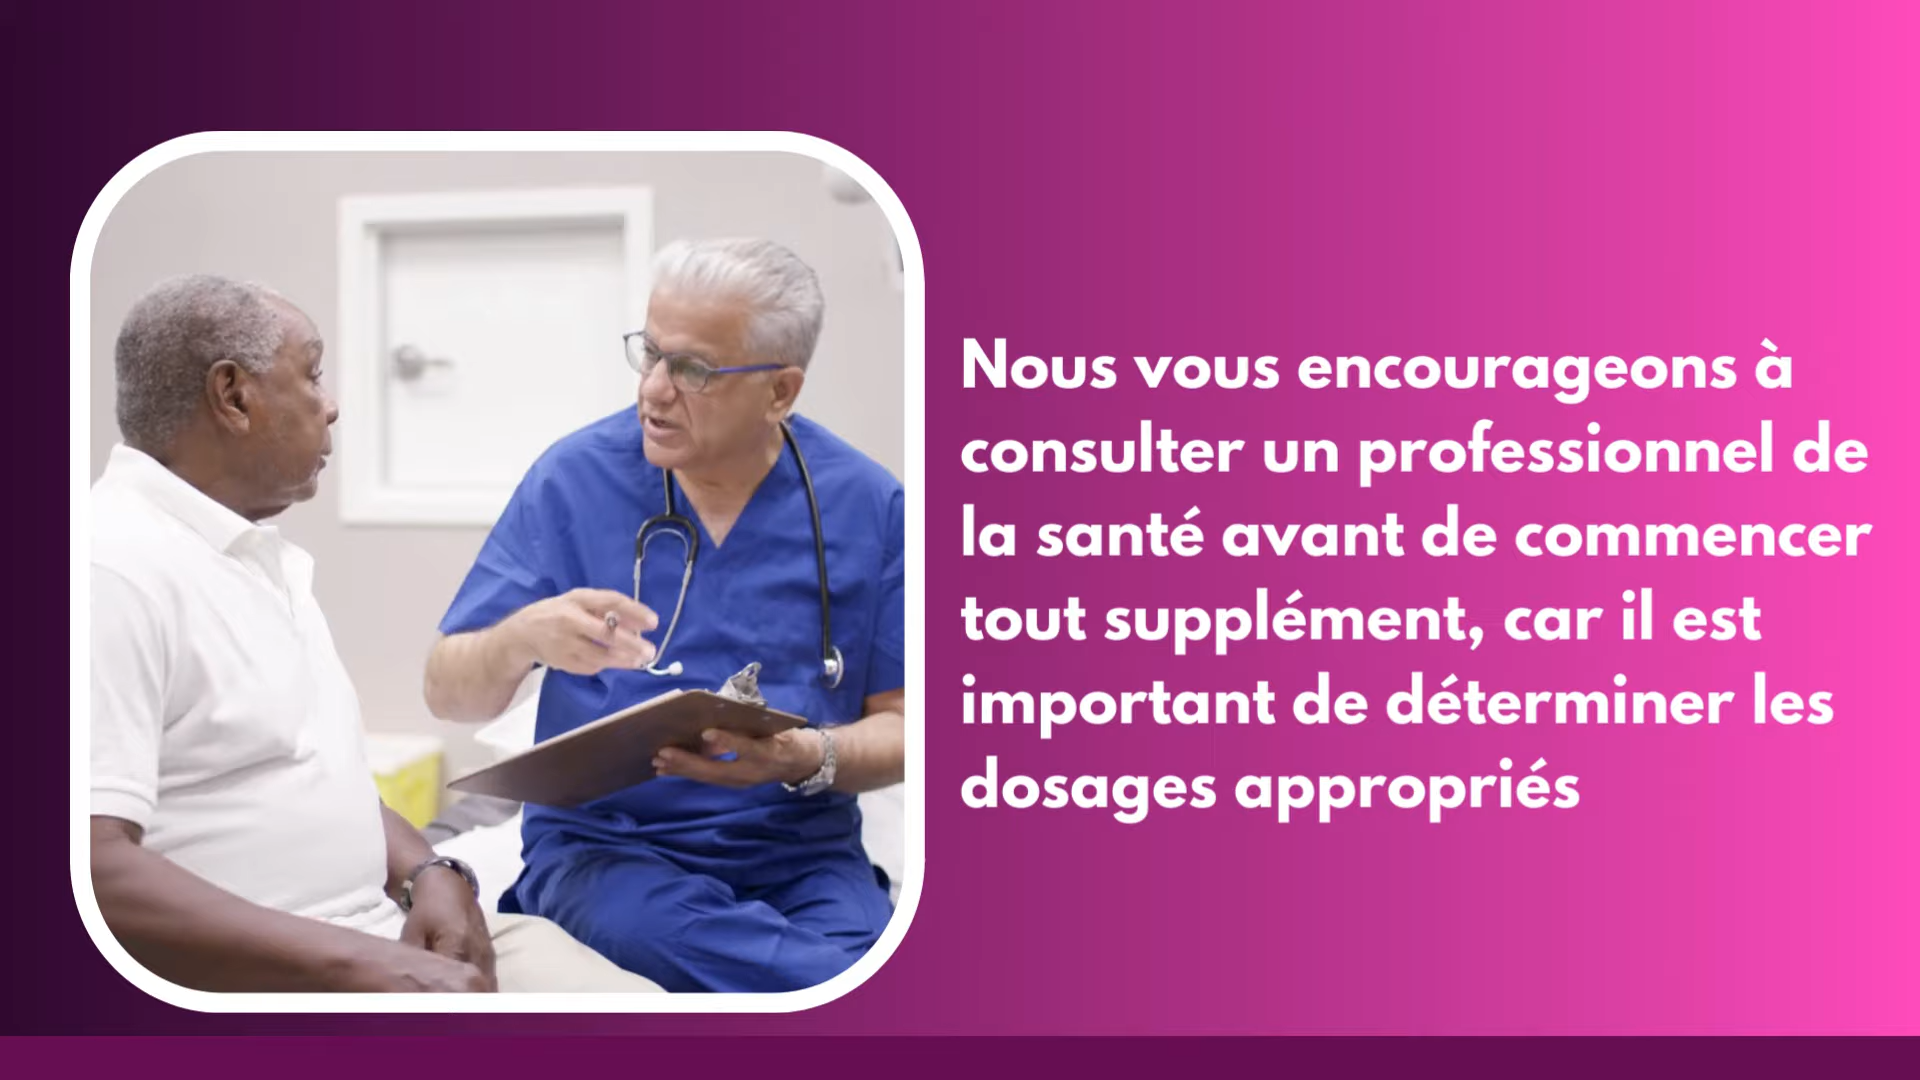 Nous vous encourageons à
consulter un professionnel de
la santé avant de commencer
tout supplément, car il est
important de déterminer les
dosages appropriés